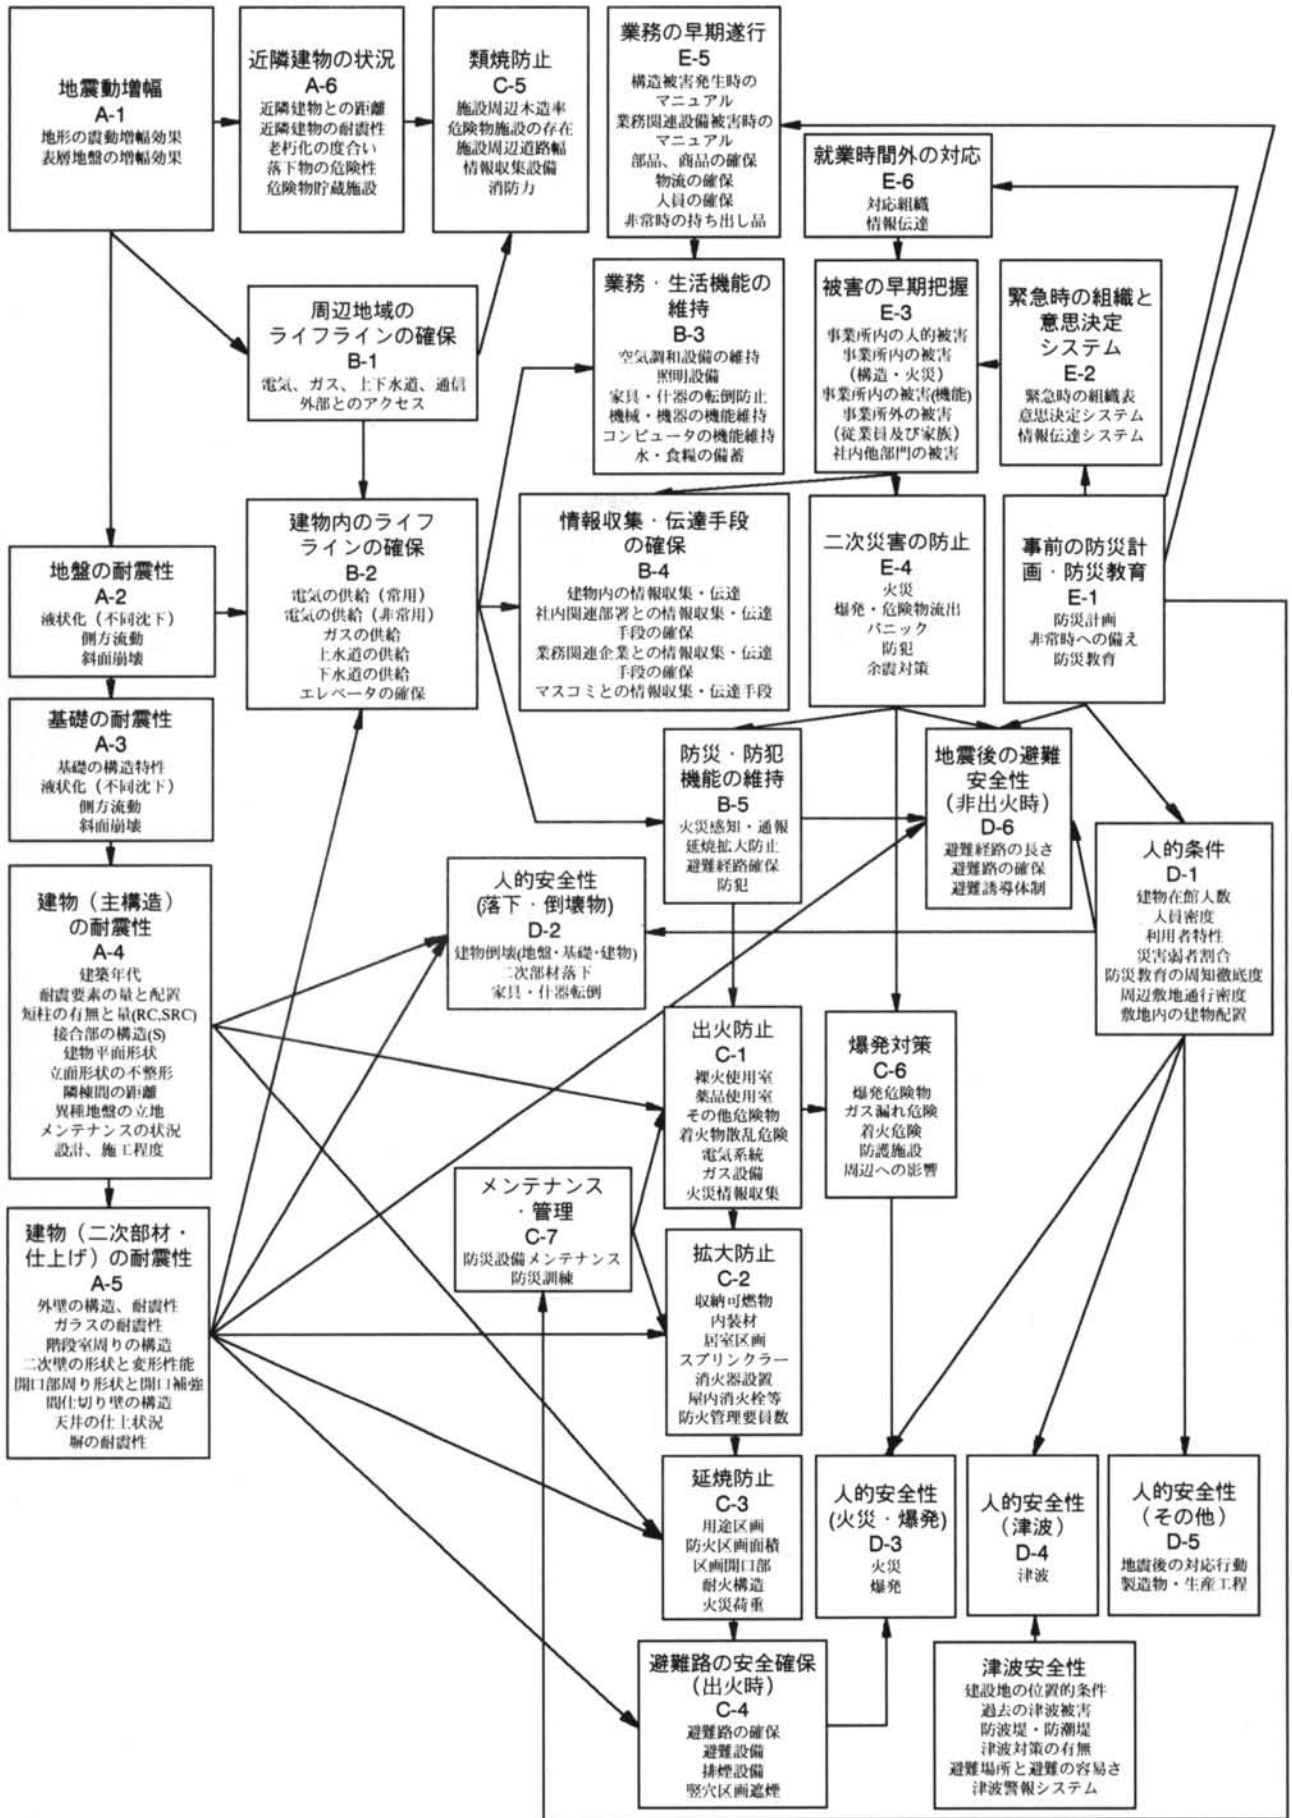 地震動増幅
A-1
地形の震動増幅効果
表層地盤の増幅効果
近隣建物の状況
A-6
近隣建物との距離
近隣建物の耐震性
老朽化の度合い
落下物の危険性
危険物貯蔵施設
類焼防止
C-5
施設周辺木造率
危険物施設の存在
施設周辺道路幅
情報収集設備
消防力
業務の早期遂行
E-5
構造被害発生時の
マニュアル
業務関連設備被害時の
マニュアル
部品、商品の確保
物流の確保
人員の確保
非常時の持ち出し品
就業時間外の対応
E-6
対応組織
情報伝達
周辺地域の
ライフラインの確保
B-1
電気、ガス、上下水道、通信
外部とのアクセス
業務・生活機能の
維持
B-3
空気調和設備の維持
照明設備
家具・什器の転倒防止
機械・機器の機能維持
コンピュータの機能維持
水・食糧の備蓄
被害の早期把握
E-3
事業所内の人的被害
事業所内の被害
(構造・火災)
事業所内の被害(機能)
事業所外の被害
(従業員及び家族)
社内他部門の被害
緊急時の組織と
意思決定
システム
E-2
緊急時の組織表
意思決定システム
情報伝達システム
地盤の耐震性
A-2
液状化（不同沈下）
側方流動
斜面崩壊
建物内のライフ
ラインの確保
B-2
電気の供給（常用）
電気の供給（非常用）
ガスの供給
上水道の供給
下水道の供給
エレベータの確保
情報収集・伝達手段
の確保
B-4
建物内の情報収集・伝達
社内関連部署との情報収集・伝達
手段の確保
業務関連企業との情報収集・伝達
手段の確保
マスコミとの情報収集・伝達手段
二次災害の防止
E-4
火災
爆発・危険物流出
パニック
防犯
余震対策
事前の防災計
画・防災教育
E-1
防災計画
非常時への備え
防災教育
基礎の耐震性
A-3
基礎の構造特性
液状化（不同沈下）
側方流動
斜面崩壊
防災・防犯
機能の維持
B-5
火災感知・通報
延焼拡大防止
避難経路確保
防犯
地震後の避難
安全性
（非出火時）
D-6
避難経路の長さ
避難路の確保
避難誘導体制
人的条件
D-1
建物在館人数
人員密度
利用者特性
災害弱者割合
防災教育の周知徹底度
周辺敷地通行密度
敷地内の建物配置
建物（主構造）
の耐震性
A-4
建築年代
耐震要素の量と配置
短柱の有無と量(RC,SRC)
接合部の構造(S)
建物平面形状
立面形状の不整形
隣棟間の距離
異種地盤の立地
メンテナンスの状況
設計、施工程度
人的安全性
(落下・倒壊物)
D-2
建物倒壊(地盤・基礎・建物)
二次部材落下
家具・什器転倒
出火防止
C-1
裸火使用室
薬品使用室
その他危険物
着火物散乱危険
電気系統
ガス設備
火災情報収集
爆発対策
C-6
爆発危険物
ガス漏れ危険
着火危険
防護施設
周辺への影響
メンテナンス
・管理
C-7
防災設備メンテナンス
防災訓練
建物（二次部材・
仕上げ）の耐震性
A-5
外壁の構造、耐震性
ガラスの耐震性
階段室周りの構造
二次壁の形状と変形性能
開口部周り形状と開口補強
間仕切り壁の構造
天井の仕上状況
塀の耐震性
拡大防止
C-2
収納可燃物
内装材
居室区画
スプリンクラー
消火器設置
屋内消火栓等
防火管理要員数
延焼防止
C-3
用途区画
防火区画面積
区画開口部
耐火構造
火災荷重
人的安全性
(火災・爆発)
D-3
火災
爆発
人的安全性
（津波）
D-4
津波
人的安全性
（その他）
D-5
地震後の対応行動
製造物・生産工程
避難路の安全確保
（出火時）
C-4
避難路の確保
避難設備
排煙設備
竪穴区画遮煙
津波安全性
建設地の位置的条件
過去の津波被害
防波堤・防潮堤
津波対策の有無
避難場所と避難の容易さ
津波警報システム